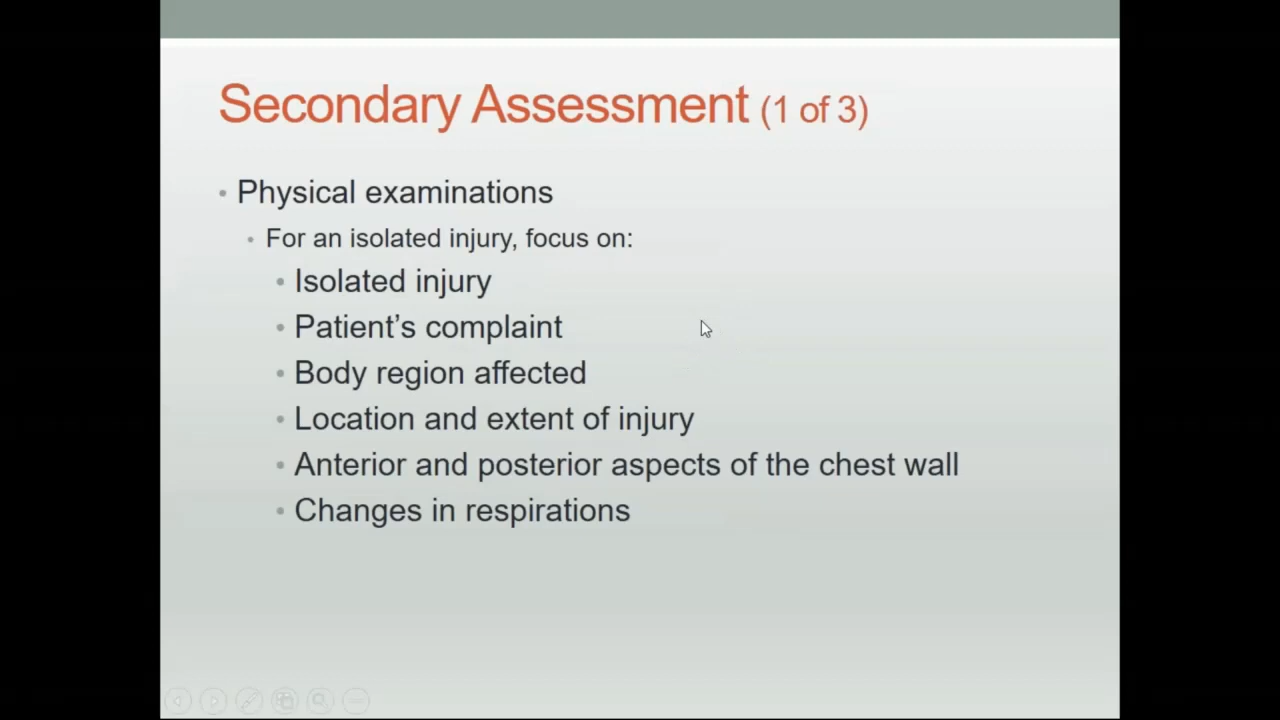 Secondary Assessment (1 of 3)
• Physical examinations
• For an isolated injury, focus on:
• Isolated injury
• Patient’s complaint
• Body region affected
• Location and extent of injury
• Anterior and posterior aspects of the chest wall
• Changes in respirations